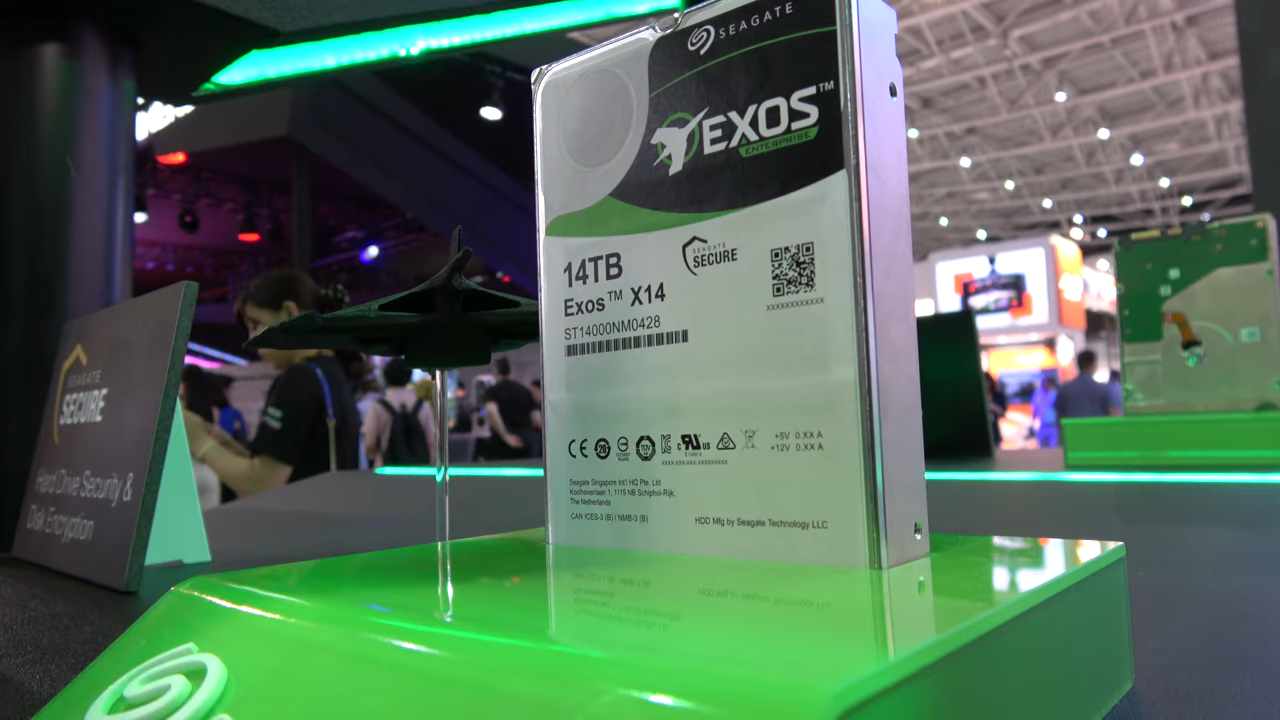 SEAGATE
EXOS™
ENTERPRISE
14TB
Exos™ X14
ST14000NM0428
SEAGATE
SECURE
XXXXXXXXXXXX
+5V 0.XX A
+12V 0.XX A
Seagate Singapore Int'l HQ Pte. Ltd
Koolhovenlaan 1, 1119 NB Schiphol-Rijk,
The Netherlands
CAN ICES-3 (B) / NMB-3 (B)
HDD Mfg by Seagate Technology LLC
SEAGATE
SECURE
Hard Drive Security &
Disk Encryption